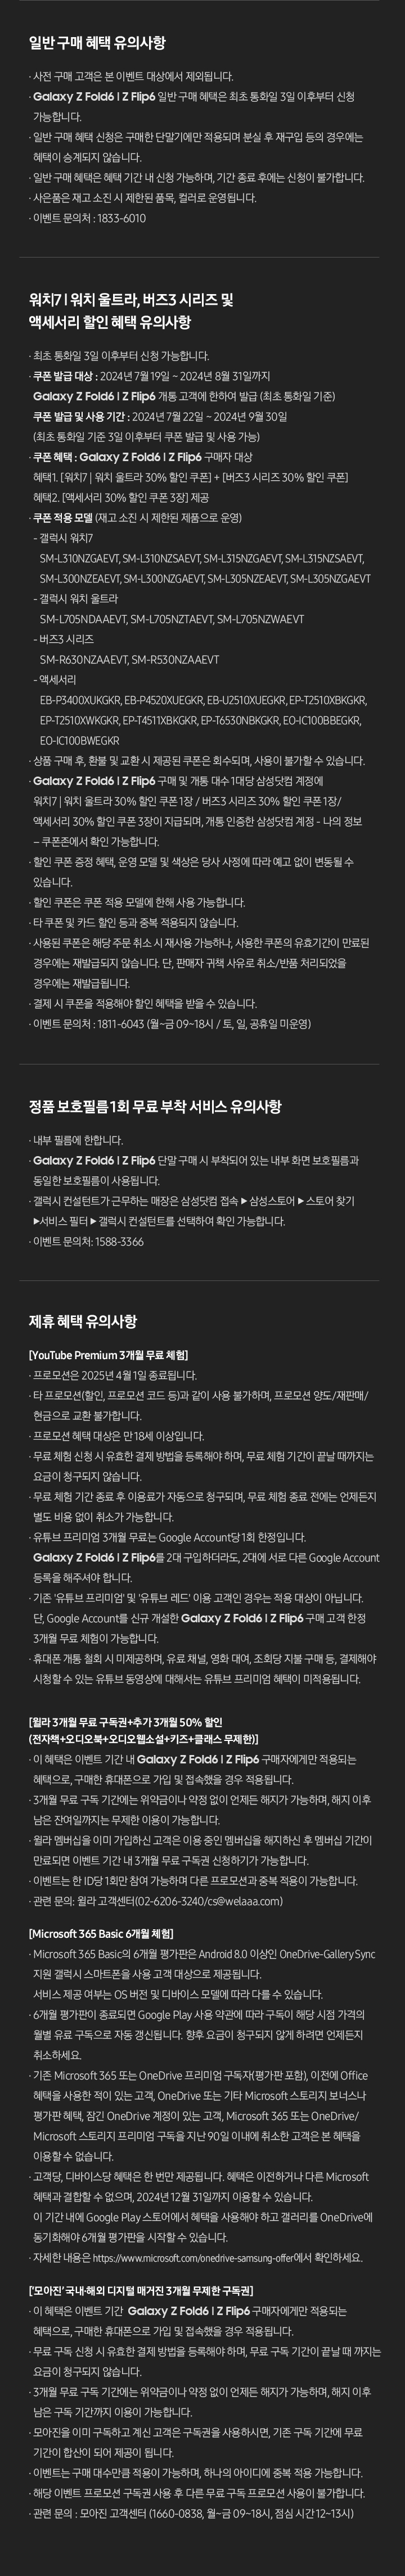 일반 구매 혜택 유의사항
· 사전 구매 고객은 본 이벤트 대상에서 제외됩니다.
· Galaxy Z Fold6 | Z Flip6 일반 구매 혜택은 최초 통화일 3일 이후부터 신청
가능합니다.
· 일반 구매 혜택 신청은 구매한 단말기에만 적용되며 분실 후 재구입 등의 경우에는
혜택이 승계되지 않습니다.
· 일반 구매 혜택은 혜택 기간 내 신청 가능하며, 기간 종료 후에는 신청이 불가합니다.
· 사은품은 재고 소진 시 제한된 품목, 컬러로 운영됩니다.
· 이벤트 문의처 : 1833-6010
워치7 | 워치 울트라, 버즈3 시리즈 및
액세서리 할인 혜택 유의사항
· 최초 통화일 3일 이후부터 신청 가능합니다.
· 쿠폰 발급 대상 : 2024년 7월 19일 ~ 2024년 8월 31일까지
Galaxy Z Fold6 | Z Flip6 개통 고객에 한하여 발급 (최초 통화일 기준)
쿠폰 발급 및 사용 기간 : 2024년 7월 22일 ~ 2024년 9월 30일
(최초 통화일 기준 3일 이후부터 쿠폰 발급 및 사용 가능)
· 쿠폰 혜택 : Galaxy Z Fold6 | Z Flip6 구매자 대상
혜택1. [워치7 | 워치 울트라 30% 할인 쿠폰] + [버즈3 시리즈 30% 할인 쿠폰]
혜택2. [액세서리 30% 할인 쿠폰 3장] 제공
· 쿠폰 적용 모델 (재고 소진 시 제한된 제품으로 운영)
- 갤럭시 워치7
SM-L310NZGAEVT, SM-L310NZSAEVT, SM-L315NZGAEVT, SM-L315NZSAEVT,
SM-L300NZEAEVT, SM-L300NZGAEVT, SM-L305NZEAEVT, SM-L305NZGAEVT
- 갤럭시 워치 울트라
SM-L705NDAAEVT, SM-L705NZTAEVT, SM-L705NZWAEVT
- 버즈3 시리즈
SM-R630NZAAEVT, SM-R530NZAAEVT
- 액세서리
EB-P3400XUKGKR, EB-P4520XUEGKR, EB-U2510XUEGKR, EP-T2510XBKGKR,
EP-T2510XWKGKR, EP-T4511XBKGKR, EP-T6530NBKGKR, EO-IC100BBEGKR,
EO-IC100BWEGKR
· 상품 구매 후, 환불 및 교환 시 제공된 쿠폰은 회수되며, 사용이 불가할 수 있습니다.
· Galaxy Z Fold6 | Z Flip6 구매 및 개통 대수 1대당 삼성닷컴 계정에
워치7 | 워치 울트라 30% 할인 쿠폰 1장 / 버즈3 시리즈 30% 할인 쿠폰 1장/
액세서리 30% 할인 쿠폰 3장이 지급되며, 개통 인증한 삼성닷컴 계정 - 나의 정보
– 쿠폰존에서 확인 가능합니다.
· 할인 쿠폰 증정 혜택, 운영 모델 및 색상은 당사 사정에 따라 예고 없이 변동될 수
있습니다.
· 할인 쿠폰은 쿠폰 적용 모델에 한해 사용 가능합니다.
· 타 쿠폰 및 카드 할인 등과 중복 적용되지 않습니다.
· 사용된 쿠폰은 해당 주문 취소 시 재사용 가능하나, 사용한 쿠폰의 유효기간이 만료된
경우에는 재발급되지 않습니다. 단, 판매자 귀책 사유로 취소/반품 처리되었을
경우에는 재발급됩니다.
· 결제 시 쿠폰을 적용해야 할인 혜택을 받을 수 있습니다.
· 이벤트 문의처 : 1811-6043 (월~금 09~18시 / 토, 일, 공휴일 미운영)
정품 보호필름 1회 무료 부착 서비스 유의사항
· 내부 필름에 한합니다.
· Galaxy Z Fold6 | Z Flip6 단말 구매 시 부착되어 있는 내부 화면 보호필름과
동일한 보호필름이 사용됩니다.
· 갤럭시 컨설턴트가 근무하는 매장은 삼성닷컴 접속 ▶ 삼성스토어 ▶ 스토어 찾기
▶서비스 필터 ▶ 갤럭시 컨설턴트를 선택하여 확인 가능합니다.
· 이벤트 문의처: 1588-3366
제휴 혜택 유의사항
[YouTube Premium 3개월 무료 체험]
· 프로모션은 2025년 4월 1일 종료됩니다.
· 타 프로모션(할인, 프로모션 코드 등)과 같이 사용 불가하며, 프로모션 양도/재판매/
현금으로 교환 불가합니다.
· 프로모션 혜택 대상은 만 18세 이상입니다.
· 무료 체험 신청 시 유효한 결제 방법을 등록해야 하며, 무료 체험 기간이 끝날 때까지는
요금이 청구되지 않습니다.
· 무료 체험 기간 종료 후 이용료가 자동으로 청구되며, 무료 체험 종료 전에는 언제든지
별도 비용 없이 취소가 가능합니다.
· 유튜브 프리미엄 3개월 무료는 Google Account당 1회 한정입니다.
Galaxy Z Fold6 | Z Flip6를 2대 구입하더라도, 2대에 서로 다른 Google Account
등록을 해주셔야 합니다.
· 기존 '유튜브 프리미엄' 및 '유튜브 레드' 이용 고객인 경우는 적용 대상이 아닙니다.
단, Google Account를 신규 개설한 Galaxy Z Fold6 | Z Flip6 구매 고객 한정
3개월 무료 체험이 가능합니다.
· 휴대폰 개통 철회 시 미제공하며, 유료 채널, 영화 대여, 조회당 지불 구매 등, 결제해야
시청할 수 있는 유튜브 동영상에 대해서는 유튜브 프리미엄 혜택이 미적용됩니다.
[윌라 3개월 무료 구독권+추가 3개월 50% 할인
(전자책+오디오북+오디오웹소설+키즈+클래스 무제한)]
· 이 혜택은 이벤트 기간 내 Galaxy Z Fold6 | Z Flip6 구매자에게만 적용되는
혜택으로, 구매한 휴대폰으로 가입 및 접속했을 경우 적용됩니다.
· 3개월 무료 구독 기간에는 위약금이나 약정 없이 언제든 해지가 가능하며, 해지 이후
남은 잔여일까지는 무제한 이용이 가능합니다.
· 윌라 멤버십을 이미 가입하신 고객은 이용 중인 멤버십을 해지하신 후 멤버십 기간이
만료되면 이벤트 기간 내 3개월 무료 구독권 신청하기가 가능합니다.
· 이벤트는 한 ID당 1회만 참여 가능하며 다른 프로모션과 중복 적용이 가능합니다.
· 관련 문의: 윌라 고객센터(02-6206-3240/cs@welaaa.com)
[Microsoft 365 Basic 6개월 체험]
· Microsoft 365 Basic의 6개월 평가판은 Android 8.0 이상인 OneDrive-Gallery Sync
지원 갤럭시 스마트폰을 사용 고객 대상으로 제공됩니다.
서비스 제공 여부는 OS 버전 및 디바이스 모델에 따라 다를 수 있습니다.
· 6개월 평가판이 종료되면 Google Play 사용 약관에 따라 구독이 해당 시점 가격의
월별 유료 구독으로 자동 갱신됩니다. 향후 요금이 청구되지 않게 하려면 언제든지
취소하세요.
· 기존 Microsoft 365 또는 OneDrive 프리미엄 구독자(평가판 포함), 이전에 Office
혜택을 사용한 적이 있는 고객, OneDrive 또는 기타 Microsoft 스토리지 보너스나
평가판 혜택, 잠긴 OneDrive 계정이 있는 고객, Microsoft 365 또는 OneDrive/
Microsoft 스토리지 프리미엄 구독을 지난 90일 이내에 취소한 고객은 본 혜택을
이용할 수 없습니다.
· 고객당, 디바이스당 혜택은 한 번만 제공됩니다. 혜택은 이전하거나 다른 Microsoft
혜택과 결합할 수 없으며, 2024년 12월 31일까지 이용할 수 있습니다.
이 기간 내에 Google Play 스토어에서 혜택을 사용해야 하고 갤러리를 OneDrive에
동기화해야 6개월 평가판을 시작할 수 있습니다.
· 자세한 내용은 https://www.microsoft.com/onedrive-samsung-offer에서 확인하세요.
['모아진' 국내·해외 디지털 매거진 3개월 무제한 구독권]
· 이 혜택은 이벤트 기간 Galaxy Z Fold6 | Z Flip6 구매자에게만 적용되는
혜택으로, 구매한 휴대폰으로 가입 및 접속했을 경우 적용됩니다.
· 무료 구독 신청 시 유효한 결제 방법을 등록해야 하며, 무료 구독 기간이 끝날 때 까지는
요금이 청구되지 않습니다.
· 3개월 무료 구독 기간에는 위약금이나 약정 없이 언제든 해지가 가능하며, 해지 이후
남은 구독 기간까지 이용이 가능합니다.
· 모아진을 이미 구독하고 계신 고객은 구독권을 사용하시면, 기존 구독 기간에 무료
기간이 합산이 되어 제공이 됩니다.
· 이벤트는 구매 대수만큼 적용이 가능하며, 하나의 아이디에 중복 적용 가능합니다.
· 해당 이벤트 프로모션 구독권 사용 후 다른 무료 구독 프로모션 사용이 불가합니다.
· 관련 문의 : 모아진 고객센터 (1660-0838, 월~금 09~18시, 점심 시간 12~13시)